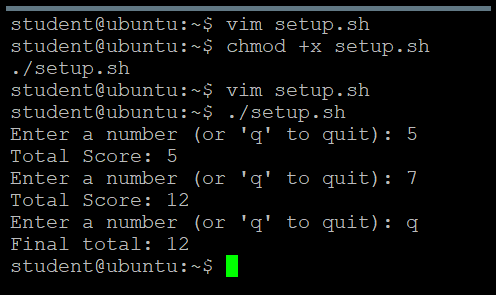 student@ubuntu:~$ vim setup.sh
student@ubuntu:~$ chmod +x setup.sh
./setup.sh
student@ubuntu:~$ vim setup.sh
student@ubuntu:~$ ./setup.sh
Enter a number (or 'q' to quit): 5
Total Score: 5
Enter a number (or 'q' to quit): 7
Total Score: 12
Enter a number (or 'q' to quit): q
Final total: 12
student@ubuntu:~$